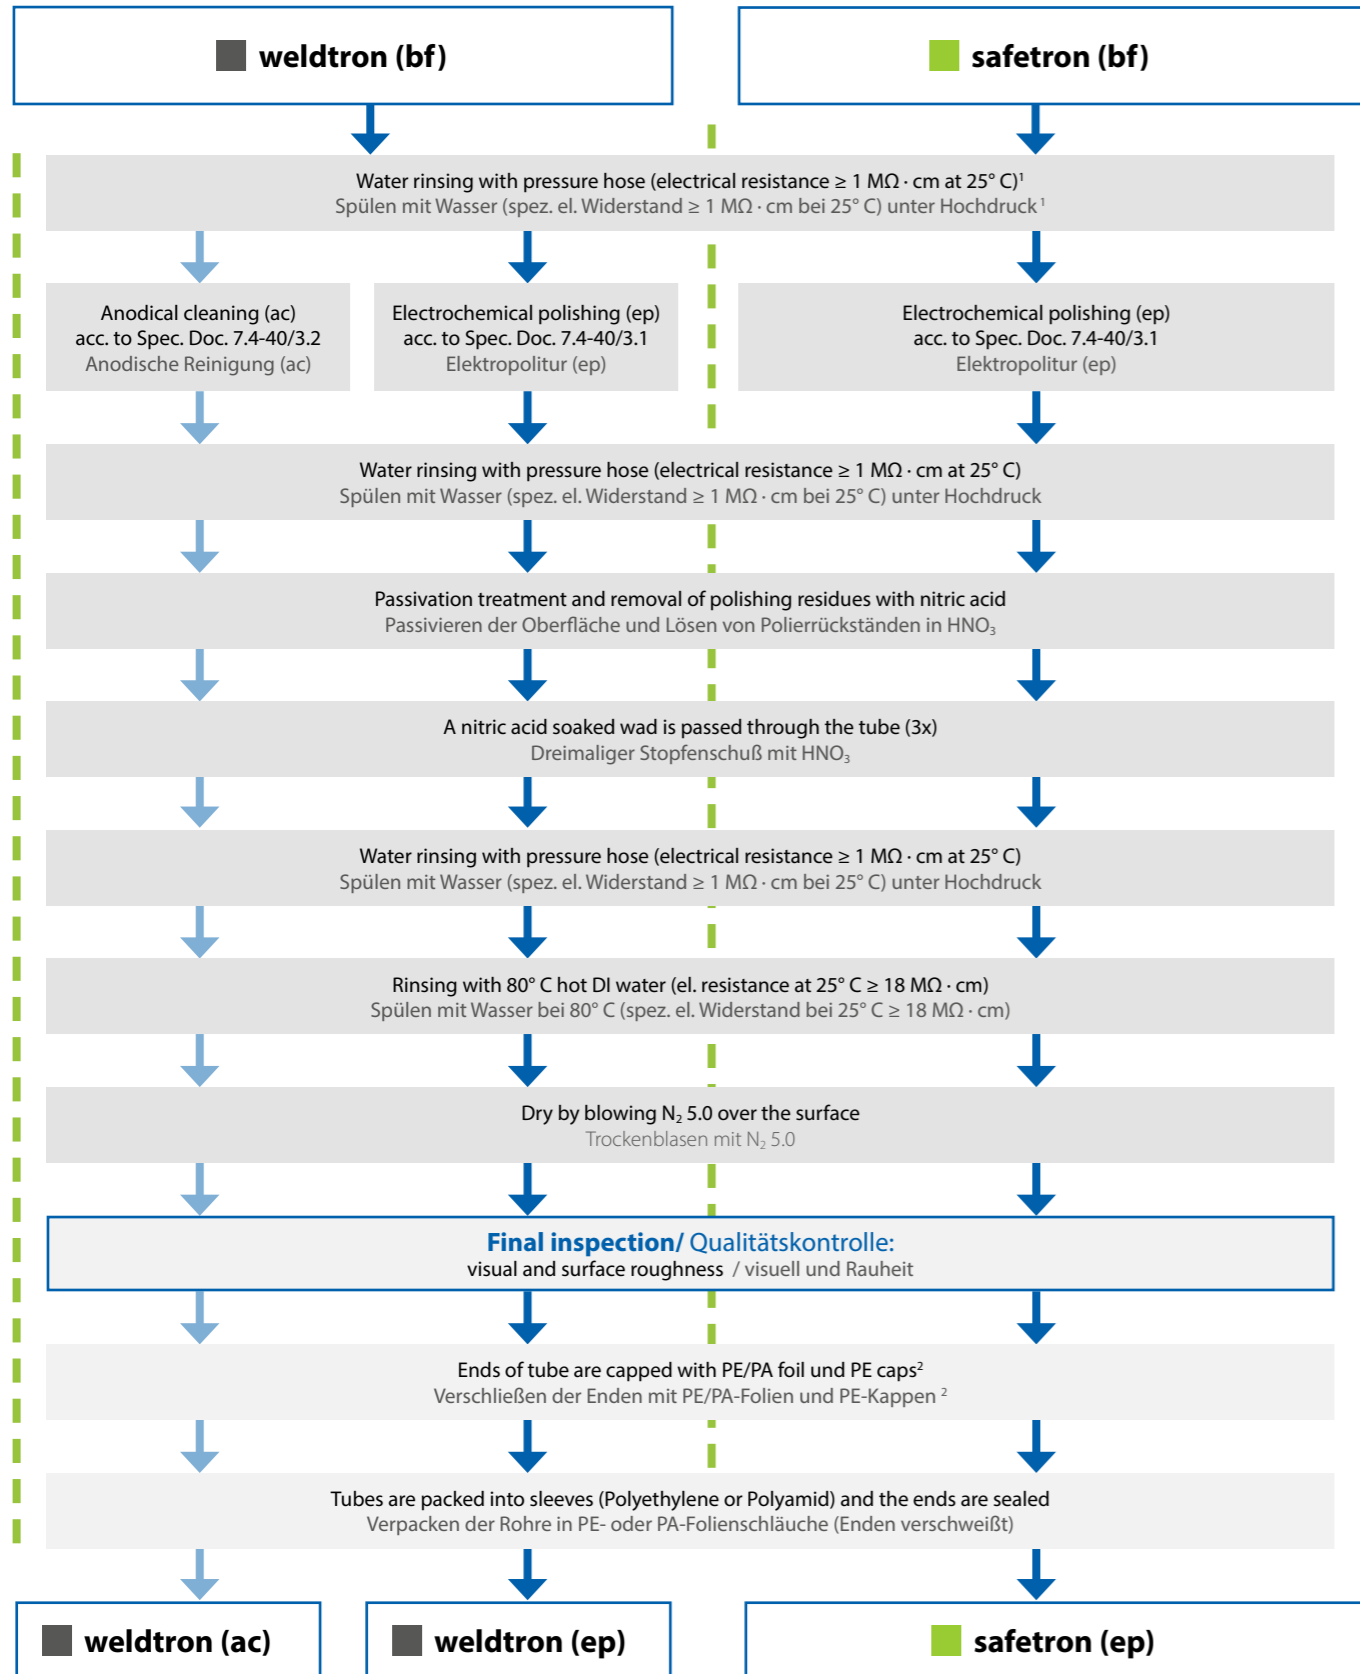 weldtron (bf)
safetron (bf)
Water rinsing with pressure hose (electrical resistance ≥ 1 MΩ · cm at 25° C)¹
Spülen mit Wasser (spez. el. Widerstand ≥ 1 MΩ · cm bei 25° C) unter Hochdruck ¹
Anodical cleaning (ac)
acc. to Spec. Doc. 7.4-40/3.2
Anodische Reinigung (ac)
Electrochemical polishing (ep)
acc. to Spec. Doc. 7.4-40/3.1
Elektropolitur (ep)
Electrochemical polishing (ep)
acc. to Spec. Doc. 7.4-40/3.1
Elektropolitur (ep)
Water rinsing with pressure hose (electrical resistance ≥ 1 MΩ · cm at 25° C)
Spülen mit Wasser (spez. el. Widerstand ≥ 1 MΩ · cm bei 25° C) unter Hochdruck
Passivation treatment and removal of polishing residues with nitric acid
Passivieren der Oberfläche und Lösen von Polierrückständen in HNO₃
A nitric acid soaked wad is passed through the tube (3x)
Dreimaliger Stopfenschuß mit HNO₃
Water rinsing with pressure hose (electrical resistance ≥ 1 MΩ · cm at 25° C)
Spülen mit Wasser (spez. el. Widerstand ≥ 1 MΩ · cm bei 25° C) unter Hochdruck
Rinsing with 80° C hot DI water (el. resistance at 25° C ≥ 18 MΩ · cm)
Spülen mit Wasser bei 80° C (spez. el. Widerstand bei 25° C ≥ 18 MΩ · cm)
Dry by blowing N₂ 5.0 over the surface
Trockenblasen mit N₂ 5.0
Final inspection/ Qualitätskontrolle:
visual and surface roughness / visuell und Rauheit
Ends of tube are capped with PE/PA foil und PE caps²
Verschließen der Enden mit PE/PA-Folien und PE-Kappen ²
Tubes are packed into sleeves (Polyethylene or Polyamid) and the ends are sealed
Verpacken der Rohre in PE- oder PA-Folienschläuche (Enden verschweißt)
weldtron (ac)
weldtron (ep)
safetron (ep)